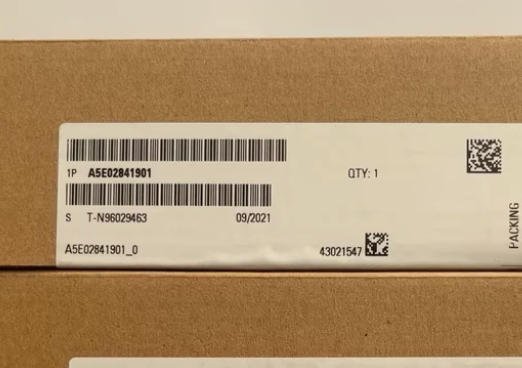 1P A5E02841901
QTY: 1
S T-N96029463 09/2021
A5E02841901_0
43021547
PACKING